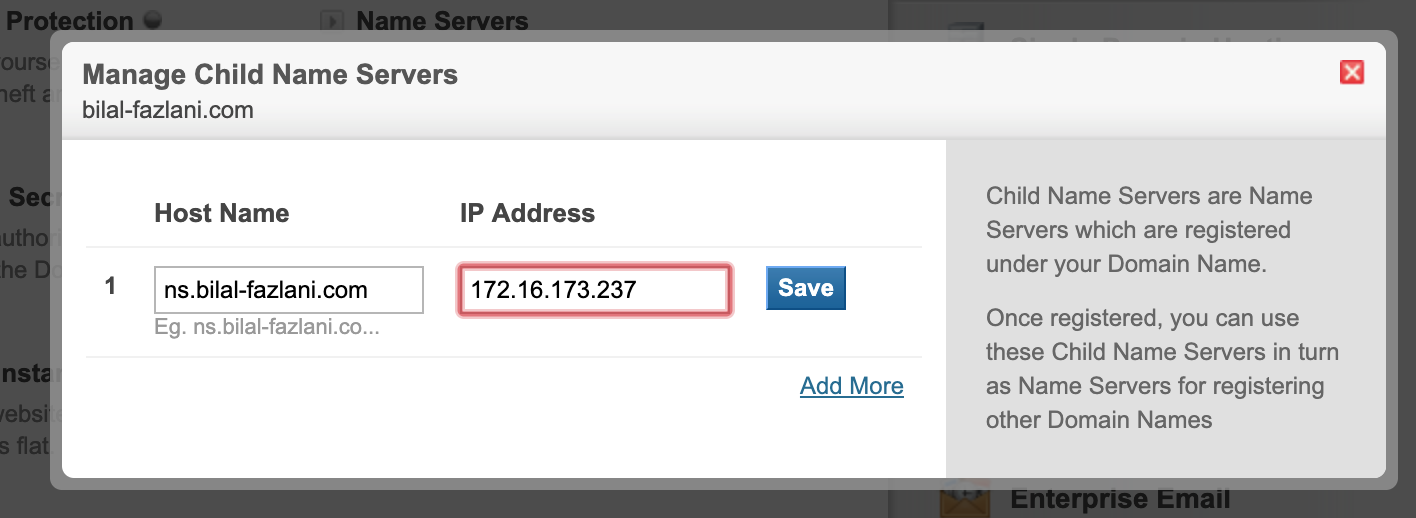 Protection
Name Servers
Manage Child Name Servers
bilal-fazlani.com
Host Name
IP Address
1
ns.bilal-fazlani.com
172.16.173.237
Save
Eg. ns.bilal-fazlani.co...
Add More
Child Name Servers are Name
Servers which are registered
under your Domain Name.
Once registered, you can use
these Child Name Servers in turn
as Name Servers for registering
other Domain Names
Enterprise Email